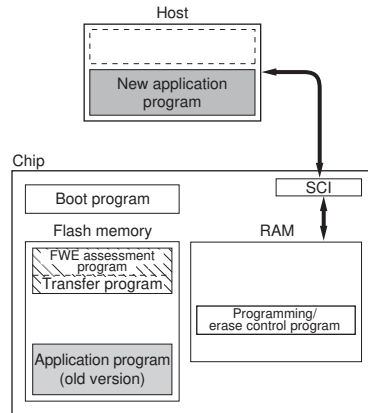 Host
New application
program
Chip
SCI
Boot program
Flash memory
RAM
FWE assessment
program
Transfer program
Programming/
erase control program
Application program
(old version)